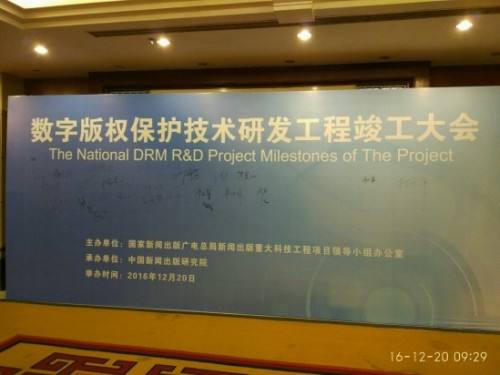 数字版权保护技术研发工程竣工大会
The National DRM R&D Project Milestones of The Project
主办单位：国家新闻出版广电总局新闻出版重大科技工程项目领导小组办公室
承办单位：中国新闻出版研究院
举办时间：2016年12月20日
16-12-20 09:29